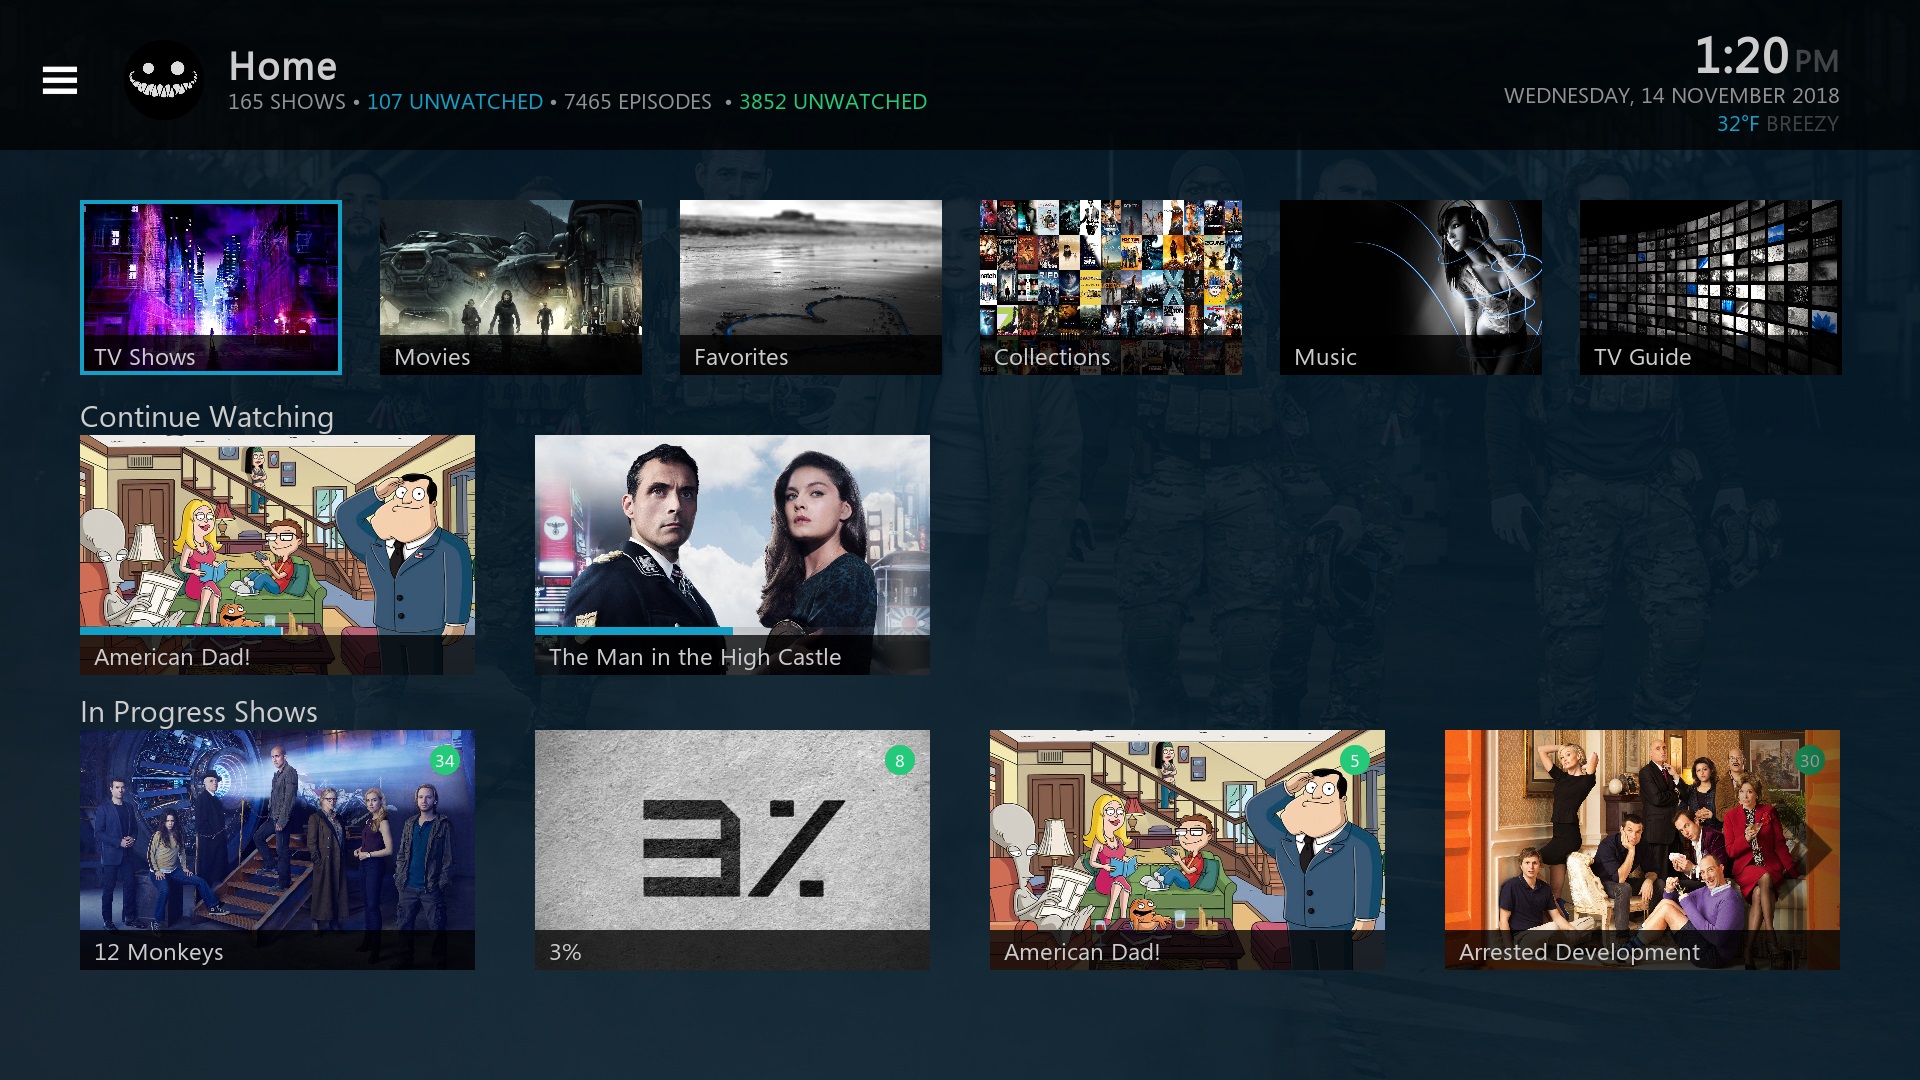 Home
165 SHOWS • 107 UNWATCHED • 7465 EPISODES • 3852 UNWATCHED
1:20 PM
WEDNESDAY, 14 NOVEMBER 2018
32°F BREEZY
TV Shows
Movies
Favorites
Collections
Music
TV Guide
Continue Watching
American Dad!
The Man in the High Castle
In Progress Shows
34
8
5
30
3%
12 Monkeys
3%
American Dad!
Arrested Development